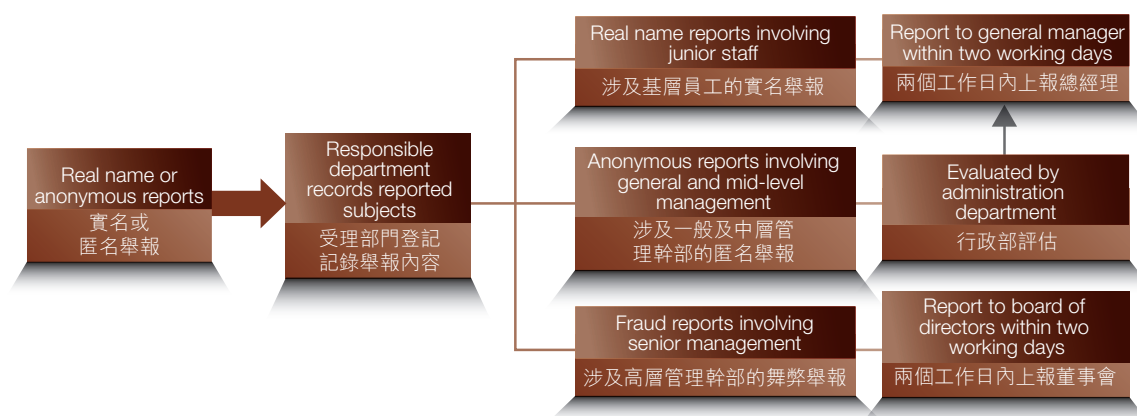 Real name or
anonymous reports
實名或
匿名舉報
Responsible
department
records reported
subjects
受理部門登記
記錄舉報內容
Real name reports involving
junior staff
涉及基層員工的實名舉報
Report to general manager
within two working days
兩個工作日內上報總經理
Anonymous reports involving
general and mid-level
management
涉及一般及中層管
理幹部的匿名舉報
Evaluated by
administration
department
行政部評估
Fraud reports involving
senior management
涉及高層管理幹部的舞弊舉報
Report to board of
directors within two
working days
兩個工作日內上報董事會